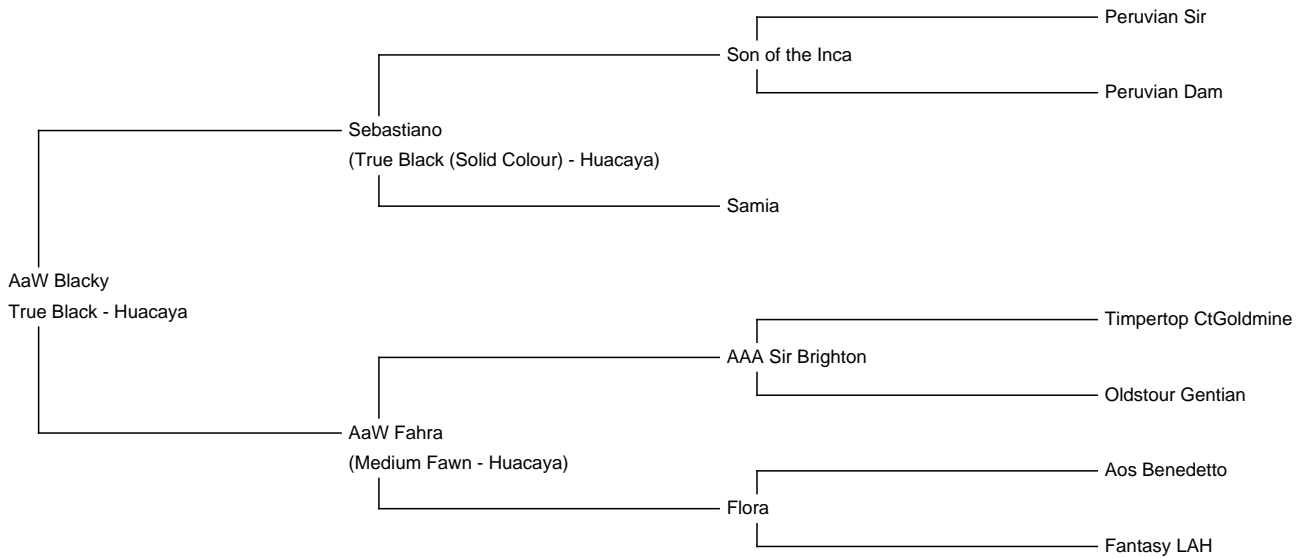 Peruvian Sir
Son of the Inca
Peruvian Dam
Sebastiano
(True Black (Solid Colour) - Huacaya)
Samia
AaW Blacky
True Black - Huacaya
Timpertop CtGoldmine
AAA Sir Brighton
Oldstour Gentian
AaW Fahra
(Medium Fawn - Huacaya)
Aos Benedetto
Flora
Fantasy LAH